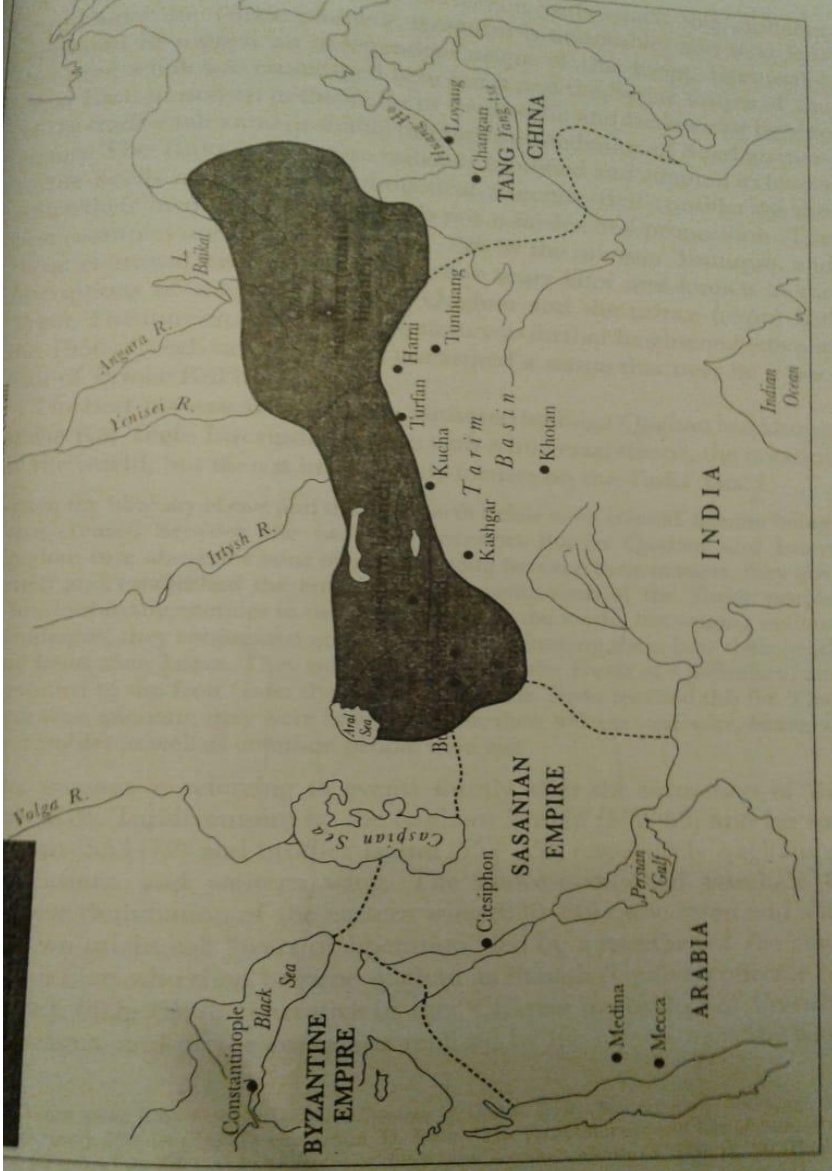 Volga R.
Irtysh R.
Yenisei R.
Angara R.
L.
Baikal
Constantinople
Black
Sea
Caspian Sea
Aral
Sea
BYZANTINE
EMPIRE
Ctesiphon
SASANIAN
EMPIRE
Persian
Gulf
Medina
Mecca
ARABIA
Kashgar
Kucha
Turfan
Hami
Tunhuang
Tarim
Basin
Khotan
INDIA
Indian
Ocean
Huang-Ho
Loyang
Changan
TANG
CHINA